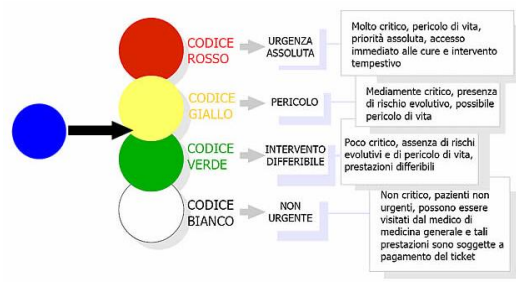 CODICE
ROSSO
URGENZA
ASSOLUTA
Molto critico, pericolo di vita,
priorità assoluta, accesso
immediato alle cure e intervento
tempestivo
CODICE
GIALLO
PERICOLO
Mediamente critico, presenza
di rischio evolutivo, possibile
pericolo di vita
CODICE
VERDE
INTERVENTO
DIFFERIBILE
Poco critico, assenza di rischi
evolutivi e di pericolo di vita,
prestazioni differibili
CODICE
BIANCO
NON
URGENTE
Non critico, pazienti non
urgenti, possono essere
visitati dal medico di
medicina generale e tali
prestazioni sono soggette a
pagamento del ticket